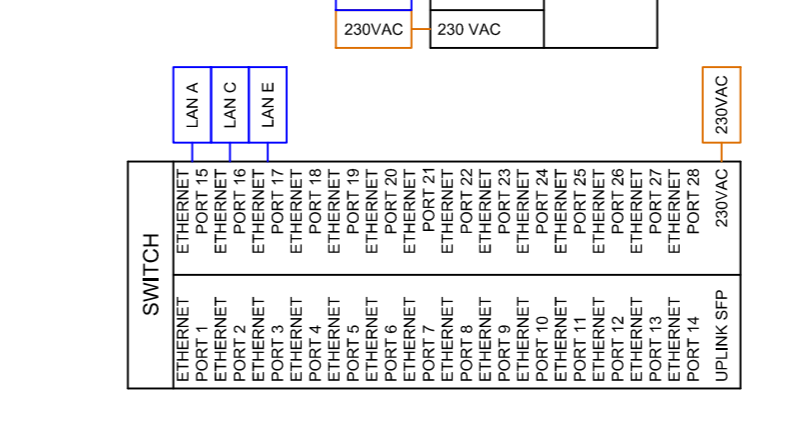 230VAC
230 VAC
LAN A
LAN C
LAN E
230VAC
SWITCH
ETHERNET
PORT 15
ETHERNET
PORT 16
ETHERNET
PORT 17
ETHERNET
PORT 18
ETHERNET
PORT 19
ETHERNET
PORT 20
ETHERNET
PORT 21
ETHERNET
PORT 22
ETHERNET
PORT 23
ETHERNET
PORT 24
ETHERNET
PORT 25
ETHERNET
PORT 26
ETHERNET
PORT 27
ETHERNET
PORT 28
230VAC
ETHERNET
PORT 1
ETHERNET
PORT 2
ETHERNET
PORT 3
ETHERNET
PORT 4
ETHERNET
PORT 5
ETHERNET
PORT 6
ETHERNET
PORT 7
ETHERNET
PORT 8
ETHERNET
PORT 9
ETHERNET
PORT 10
ETHERNET
PORT 11
ETHERNET
PORT 12
ETHERNET
PORT 13
ETHERNET
PORT 14
UPLINK SFP